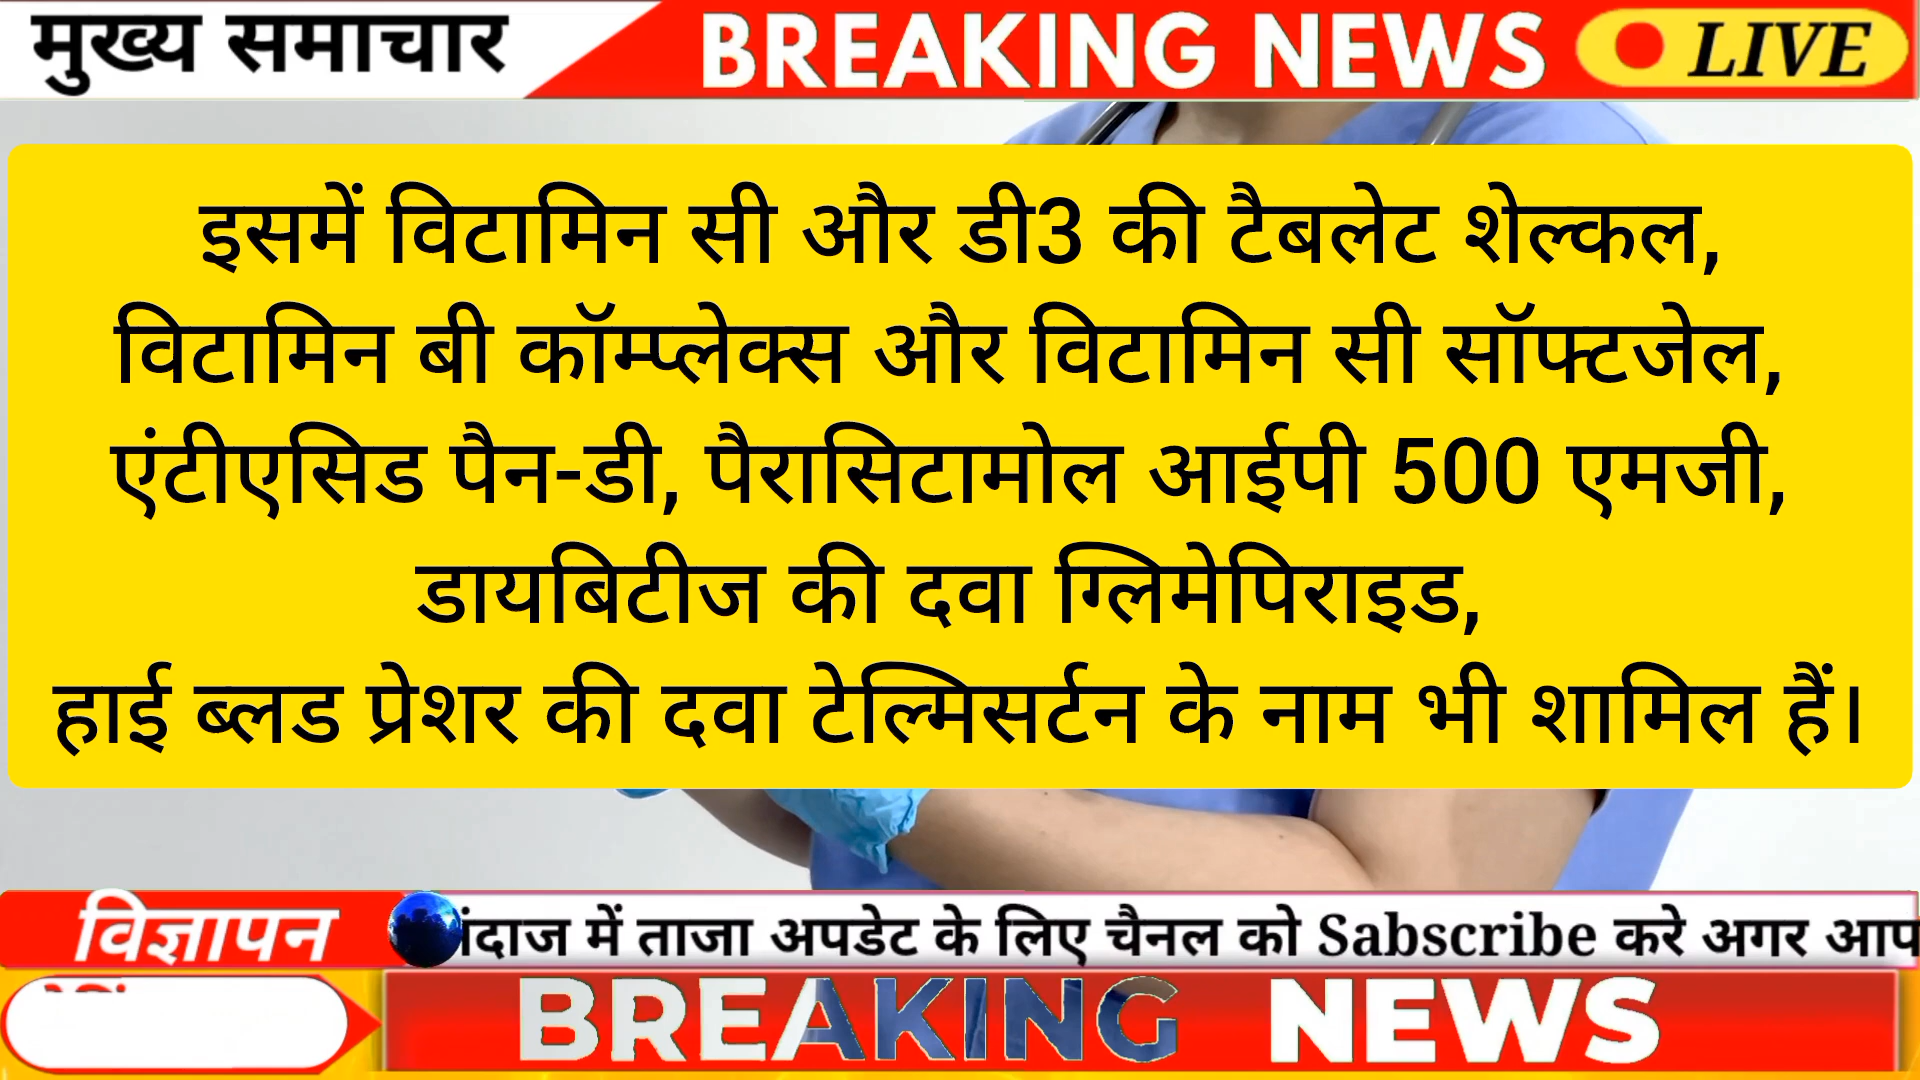 मुख्य समाचार BREAKING NEWS LIVE
इसमें विटामिन सी और डी3 की टैबलेट शेल्कल,
विटामिन बी कॉम्प्लेक्स और विटामिन सी सॉफ्टजेल,
एंटीएसिड पैन-डी, पैरासिटामोल आईपी 500 एमजी,
डायबिटीज की दवा ग्लिमेपिराइड,
हाई ब्लड प्रेशर की दवा टेल्मिसर्टन के नाम भी शामिल हैं।
विज्ञापन में ताजा अपडेट के लिए चैनल को Sabscribe करे अगर आप
BREAKING NEWS